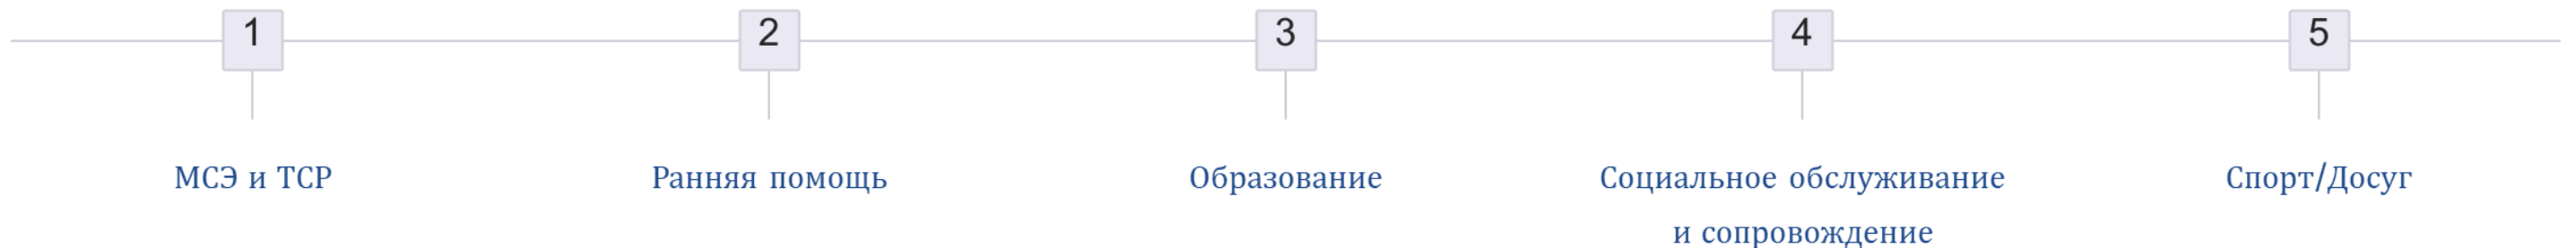 1 2 3 4 5
МСЭ и ТСР Ранняя помощь Образование Социальное обслуживание Спорт/Досуг
и сопровождение